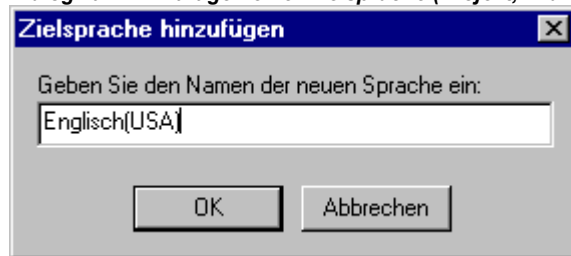 Zielsprache hinzufügen
Geben Sie den Namen der neuen Sprache ein:
Englisch(USA)
OK
Abbrechen